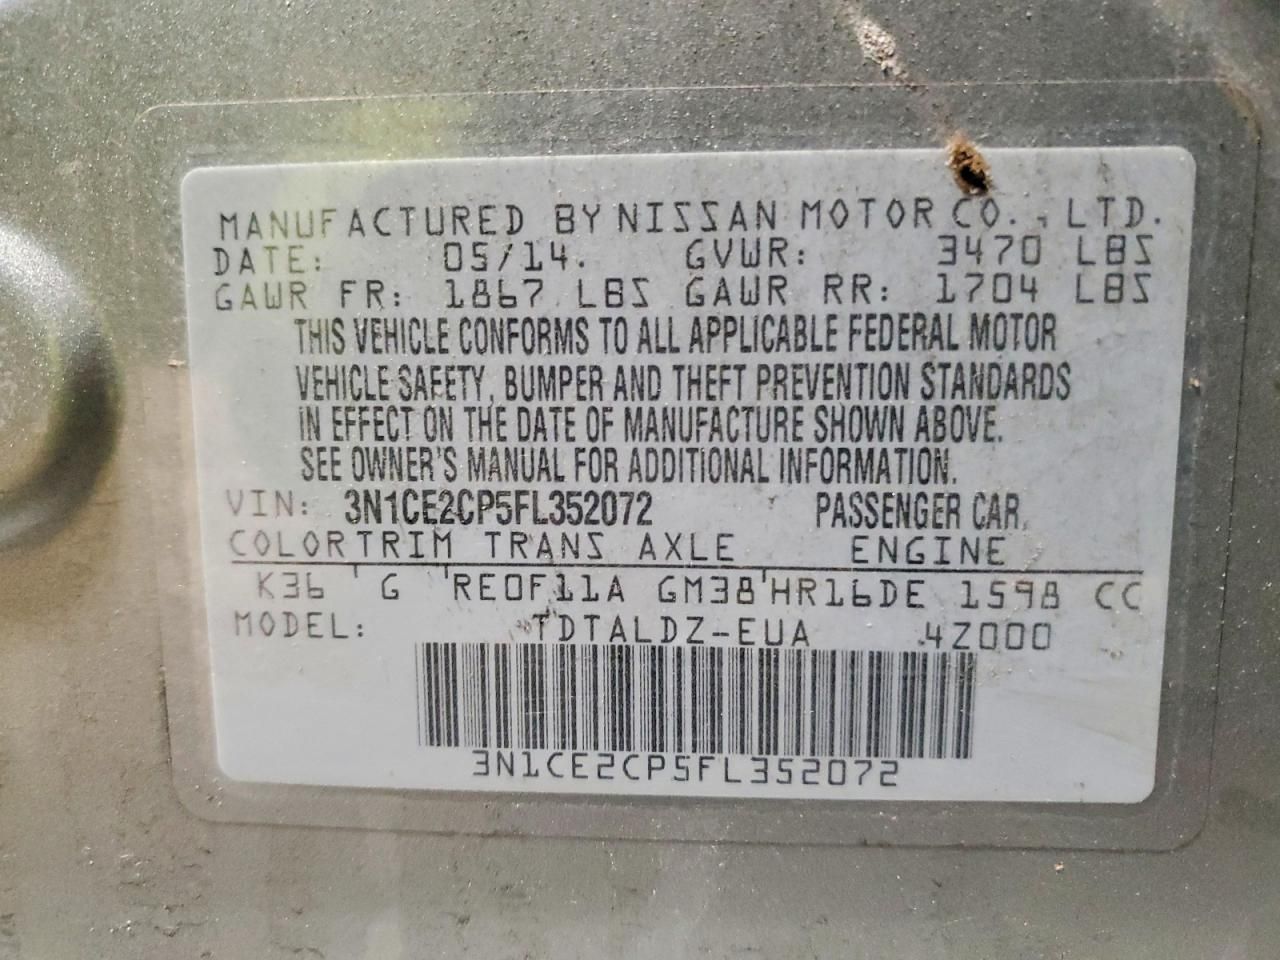 MANUFACTURED BY NISSAN MOTOR CO., LTD.
DATE: 05/14. GVWR: 3470 LBS
GAWR FR: 1867 LBS GAWR RR: 1704 LBS
THIS VEHICLE CONFORMS TO ALL APPLICABLE FEDERAL MOTOR
VEHICLE SAFETY, BUMPER AND THEFT PREVENTION STANDARDS
IN EFFECT ON THE DATE OF MANUFACTURE SHOWN ABOVE.
SEE OWNER'S MANUAL FOR ADDITIONAL INFORMATION.
VIN: 3N1CE2CP5FL352072 PASSENGER CAR
COLOR TRIM TRANS AXLE ENGINE
K36 G RE0F11A GM38 HR16DE 1598 CC
MODEL: TDTALDZ-EUA 4Z000
3N1CE2CP5FL352072